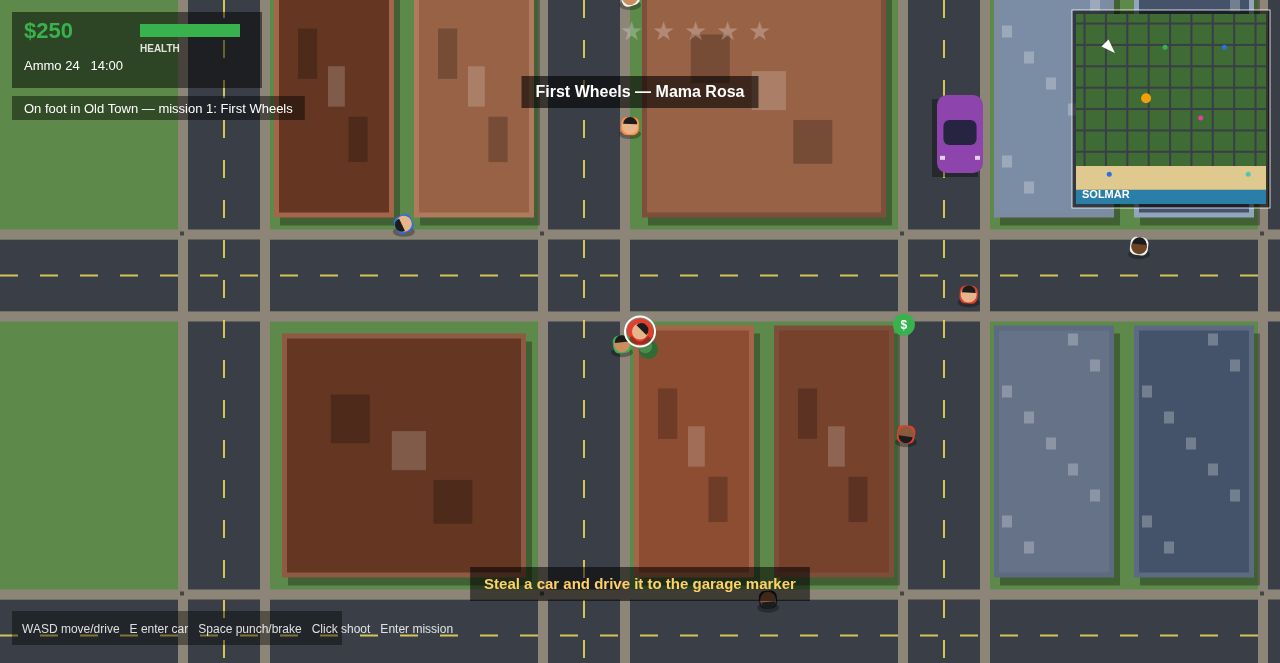 $250
HEALTH
Ammo 24 14:00
On foot in Old Town — mission 1: First Wheels
First Wheels — Mama Rosa
SOLMAR
$
Steal a car and drive it to the garage marker
WASD move/drive E enter car Space punch/brake Click shoot Enter mission